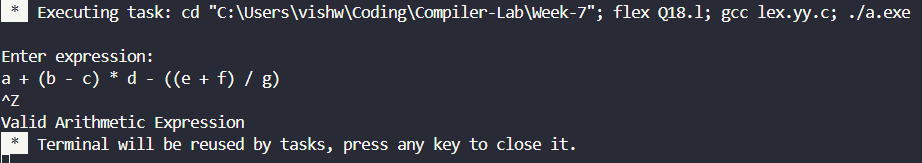 * Executing task: cd "C:\Users\vishw\Coding\Compiler-Lab\Week-7"; flex Q18.l; gcc lex.yy.c; ./a.exe
Enter expression:
a + (b - c) * d - ((e + f) / g)
^Z
Valid Arithmetic Expression
* Terminal will be reused by tasks, press any key to close it.